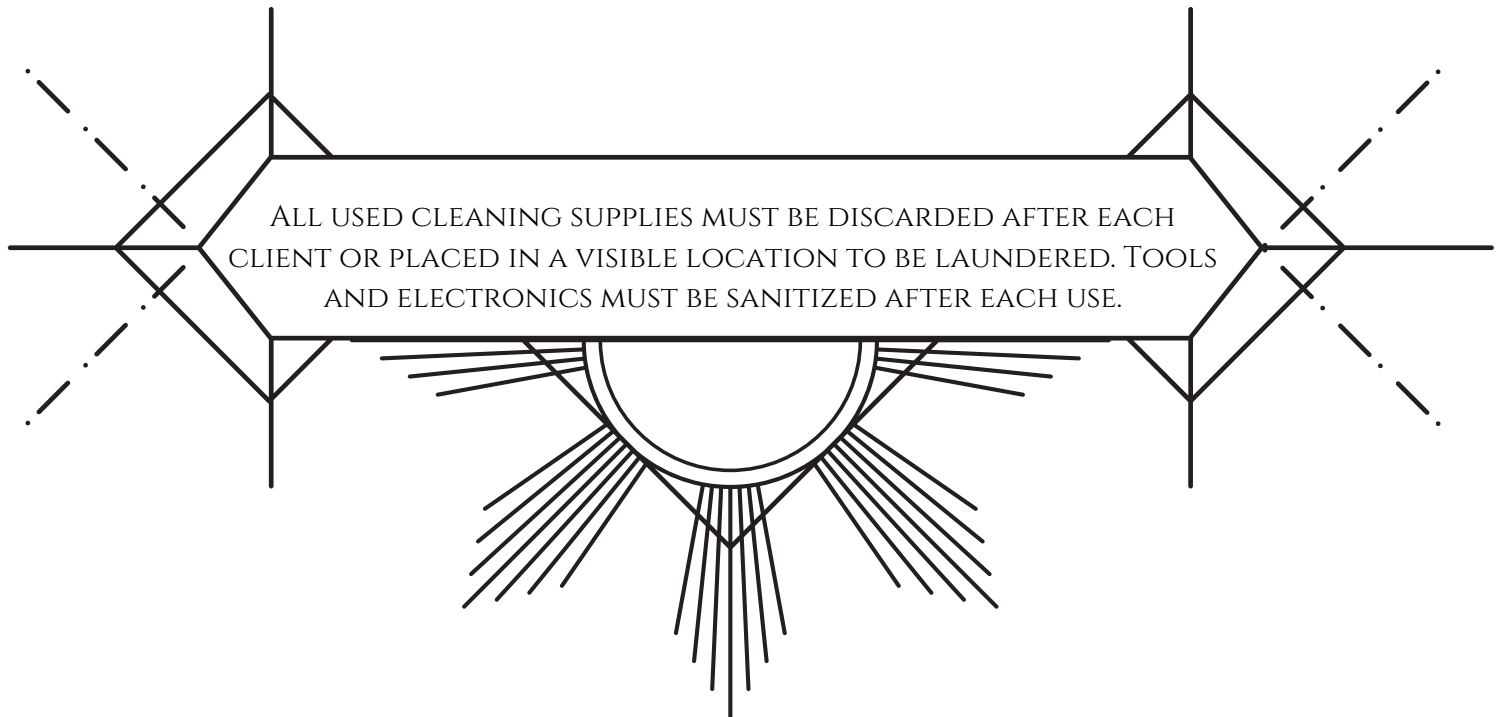 All used cleaning supplies must be discarded after each
client or placed in a visible location to be laundered. Tools
and electronics must be sanitized after each use.